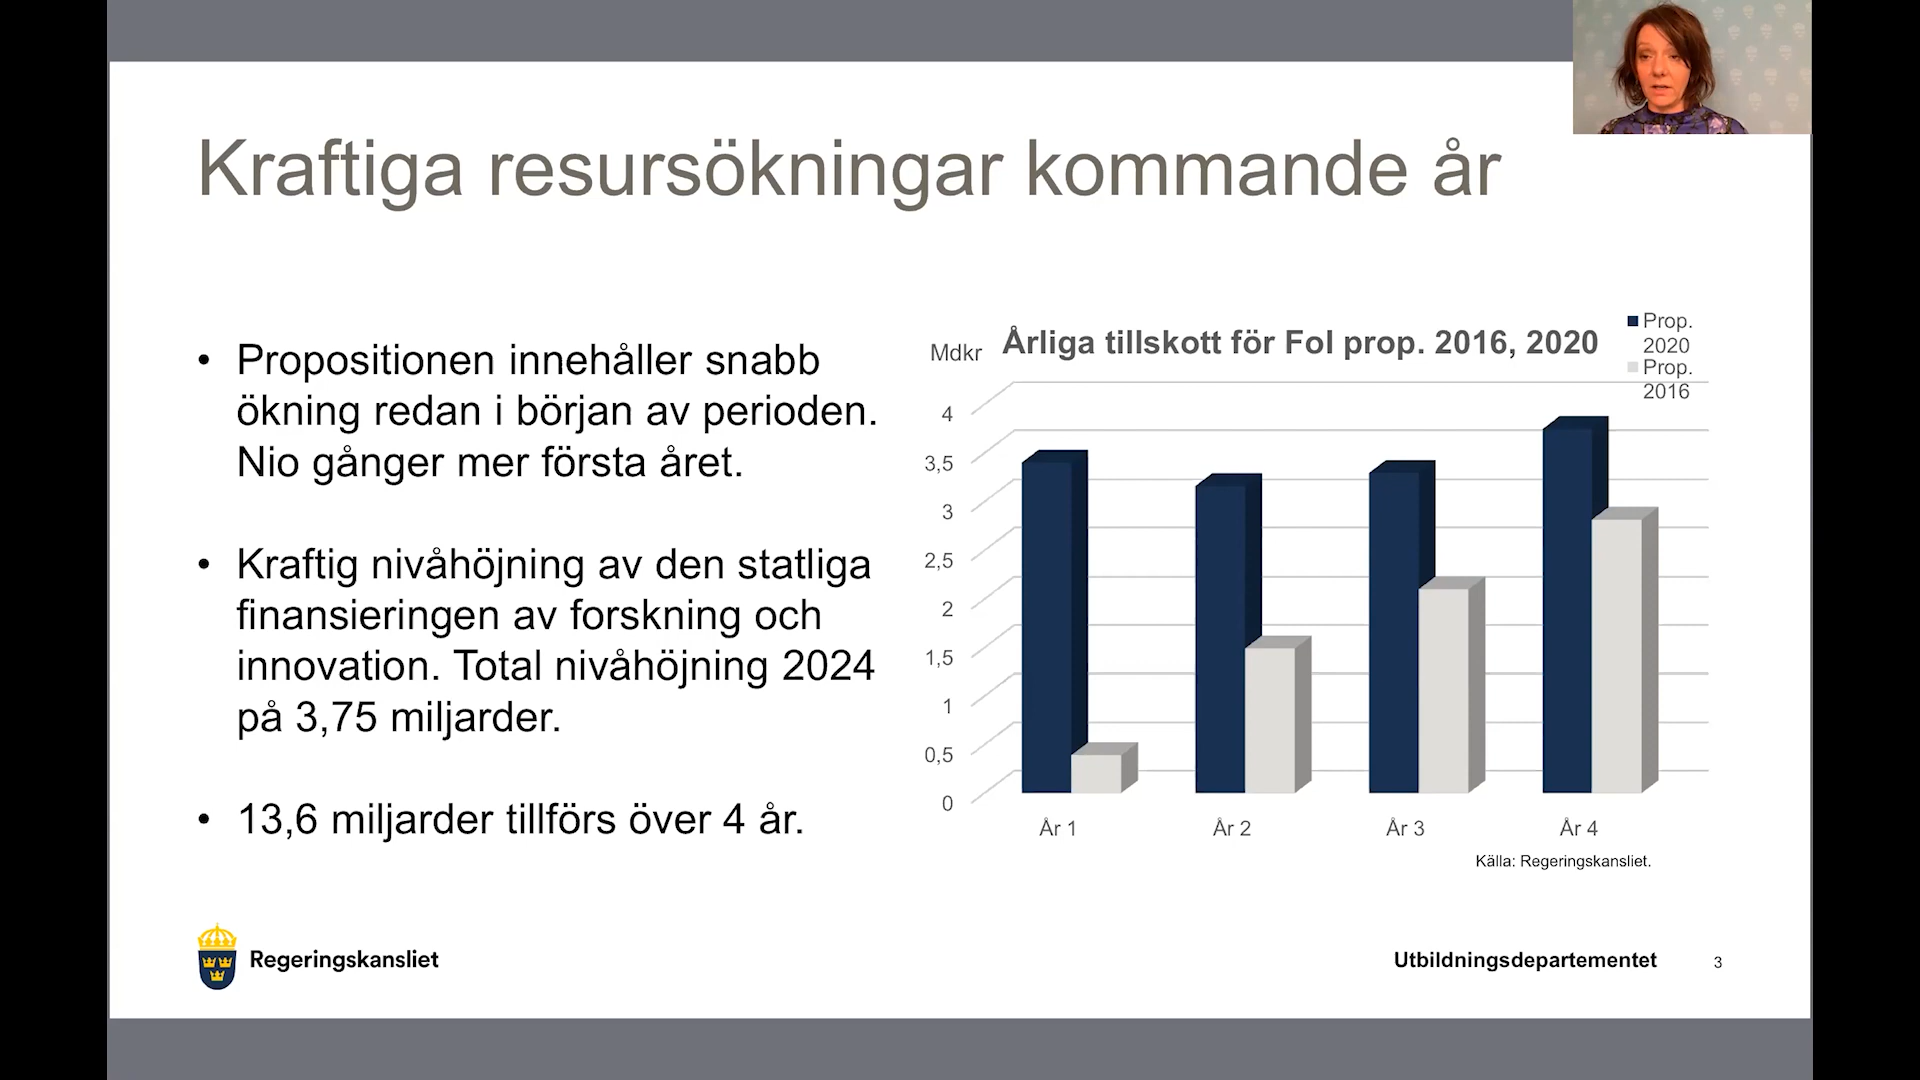 Kraftiga resursökningar kommande år
• Propositionen innehåller snabb
ökning redan i början av perioden.
Nio gånger mer första året.
• Kraftig nivåhöjning av den statliga
finansieringen av forskning och
innovation. Total nivåhöjning 2024
på 3,75 miljarder.
• 13,6 miljarder tillförs över 4 år.
Mdkr
Årliga tillskott för FoI prop. 2016, 2020
Prop.
2020
Prop.
2016
4
3,5
3
2,5
2
1,5
1
0,5
0
År 1 År 2 År 3 År 4
Källa: Regeringskansliet.
Regeringskansliet
Utbildningsdepartementet
3